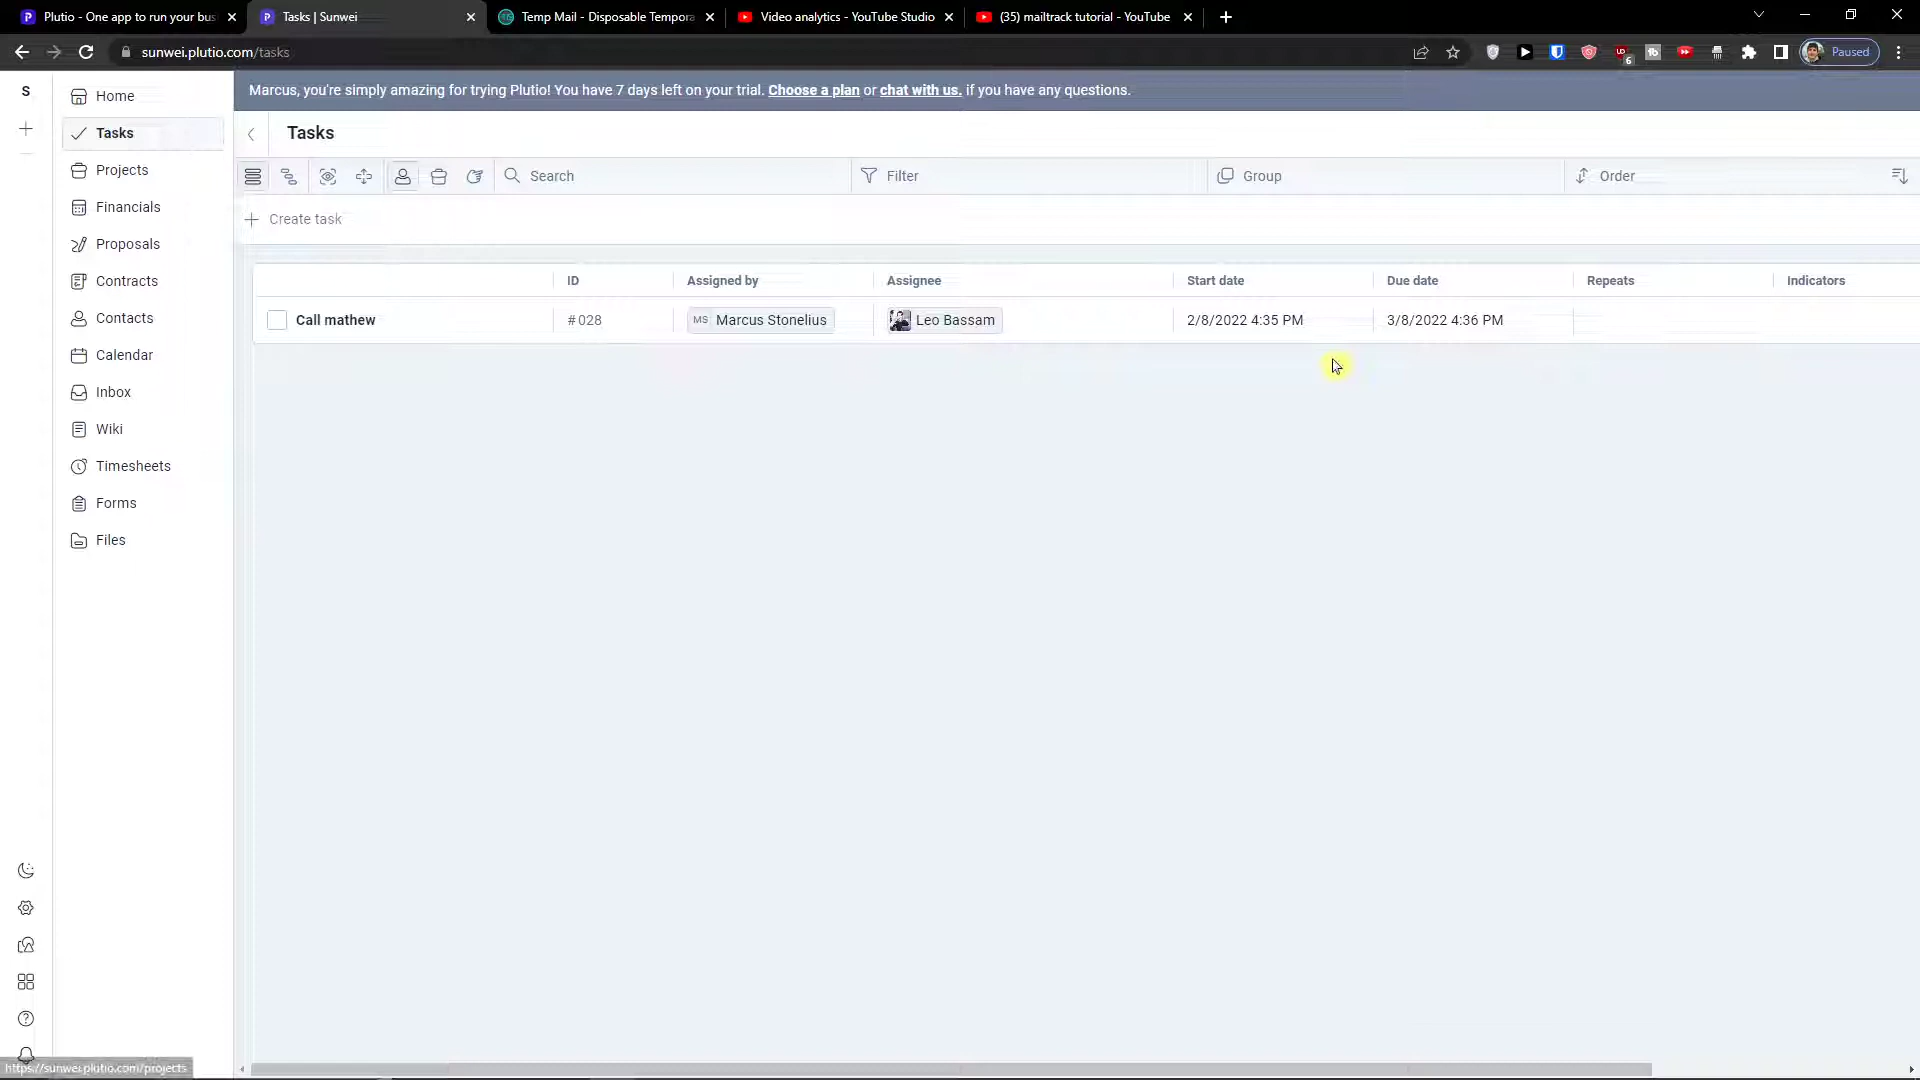 Plutio - One app to run your bus
Tasks | Sunwei
Temp Mail - Disposable Tempora
Video analytics - YouTube Studio
(35) mailtrack tutorial - YouTube
sunwei.plutio.com/tasks
6
Paused
S
Home
Tasks
Projects
Financials
Proposals
Contracts
Contacts
Calendar
Inbox
Wiki
Timesheets
Forms
Files
Marcus, you're simply amazing for trying Plutio! You have 7 days left on your trial. Choose a plan or chat with us. if you have any questions.
Tasks
Search
Filter
Group
Order
Create task
ID
Assigned by
Assignee
Start date
Due date
Repeats
Indicators
Call mathew
#028
MS Marcus Stonelius
Leo Bassam
2/8/2022 4:35 PM
3/8/2022 4:36 PM
https://sunwei.plutio.com/projects